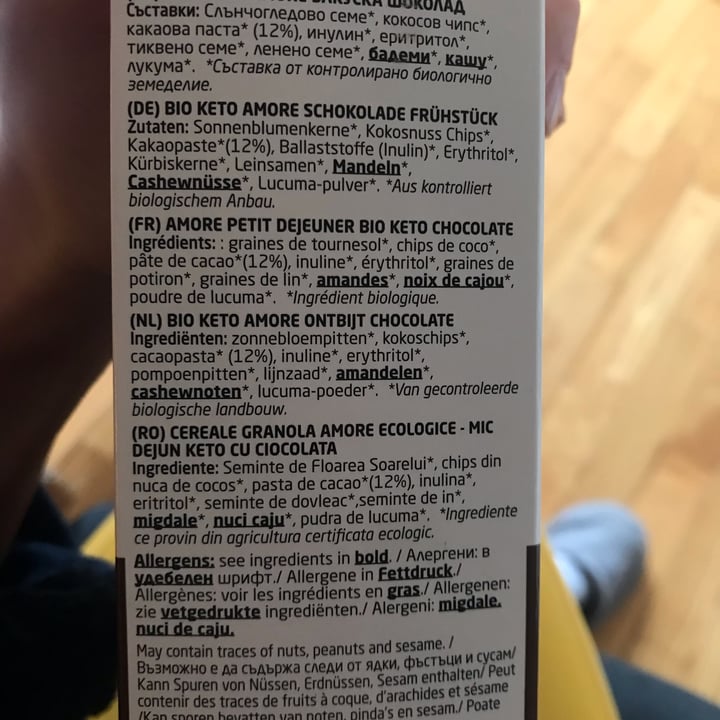 ЗАКУСКА ШОКОЛАД
Съставки: Слънчогледово семе*, кокосов чипс*,
какаова паста* (12%), инулин*, еритритол*,
тиквено семе*, ленено семе*, бадеми*, кашу*,
лукума*. *Съставка от контролирано биологично
земеделие.
(DE) BIO KETO AMORE SCHOKOLADE FRÜHSTÜCK
Zutaten: Sonnenblumenkerne*, Kokosnuss Chips*,
Kakaopaste*(12%), Ballaststoffe (Inulin)*, Erythritol*,
Kürbiskerne*, Leinsamen*, Mandeln*,
Cashewnüsse*, Lucuma-pulver*. *Aus kontrolliert
biologischem Anbau.
(FR) AMORE PETIT DEJEUNER BIO KETO CHOCOLATE
Ingrédients: : graines de tournesol*, chips de coco*,
pâte de cacao*(12%), inuline*, érythritol*, graines de
potiron*, graines de lin*, amandes*, noix de cajou*,
poudre de lucuma*. *Ingrédient biologique.
(NL) BIO KETO AMORE ONTBIJT CHOCOLATE
Ingrediënten: zonnebloempitten*, kokoschips*,
cacaopasta* (12%), inuline*, erythritol*,
pompoenpitten*, lijnzaad*, amandelen*,
cashewnoten*, lucuma-poeder*. *Van gecontroleerde
biologische landbouw.
(RO) CEREALE GRANOLA AMORE ECOLOGICE - MIC
DEJUN KETO CU CIOCOLATA
Ingrediente: Seminte de Floarea Soarelui*, chips din
nuca de cocos*, pasta de cacao*(12%), inulina*,
eritritol*, seminte de dovleac*,seminte de in*,
migdale*, nuci caju*, pudra de lucuma*. *Ingrediente
ce provin din agricultura certificata ecologic.
Allergens: see ingredients in bold. / Алергени: в
удебелен шрифт./ Allergene in Fettdruck./
Allergènes: voir les ingrédients en gras./ Allergenen:
zie vetgedrukte ingrediënten./ Alergeni: migdale,
nuci de caju.
May contain traces of nuts, peanuts and sesame. /
Възможно е да съдържа следи от ядки, фъстъци и сусам/
Kann Spuren von Nüssen, Erdnüssen, Sesam enthalten/ Peut
contenir des traces de fruits à coque, d'arachides et sésame
/Kan sporen bevatten van noten, pinda's en sesam./ Poate